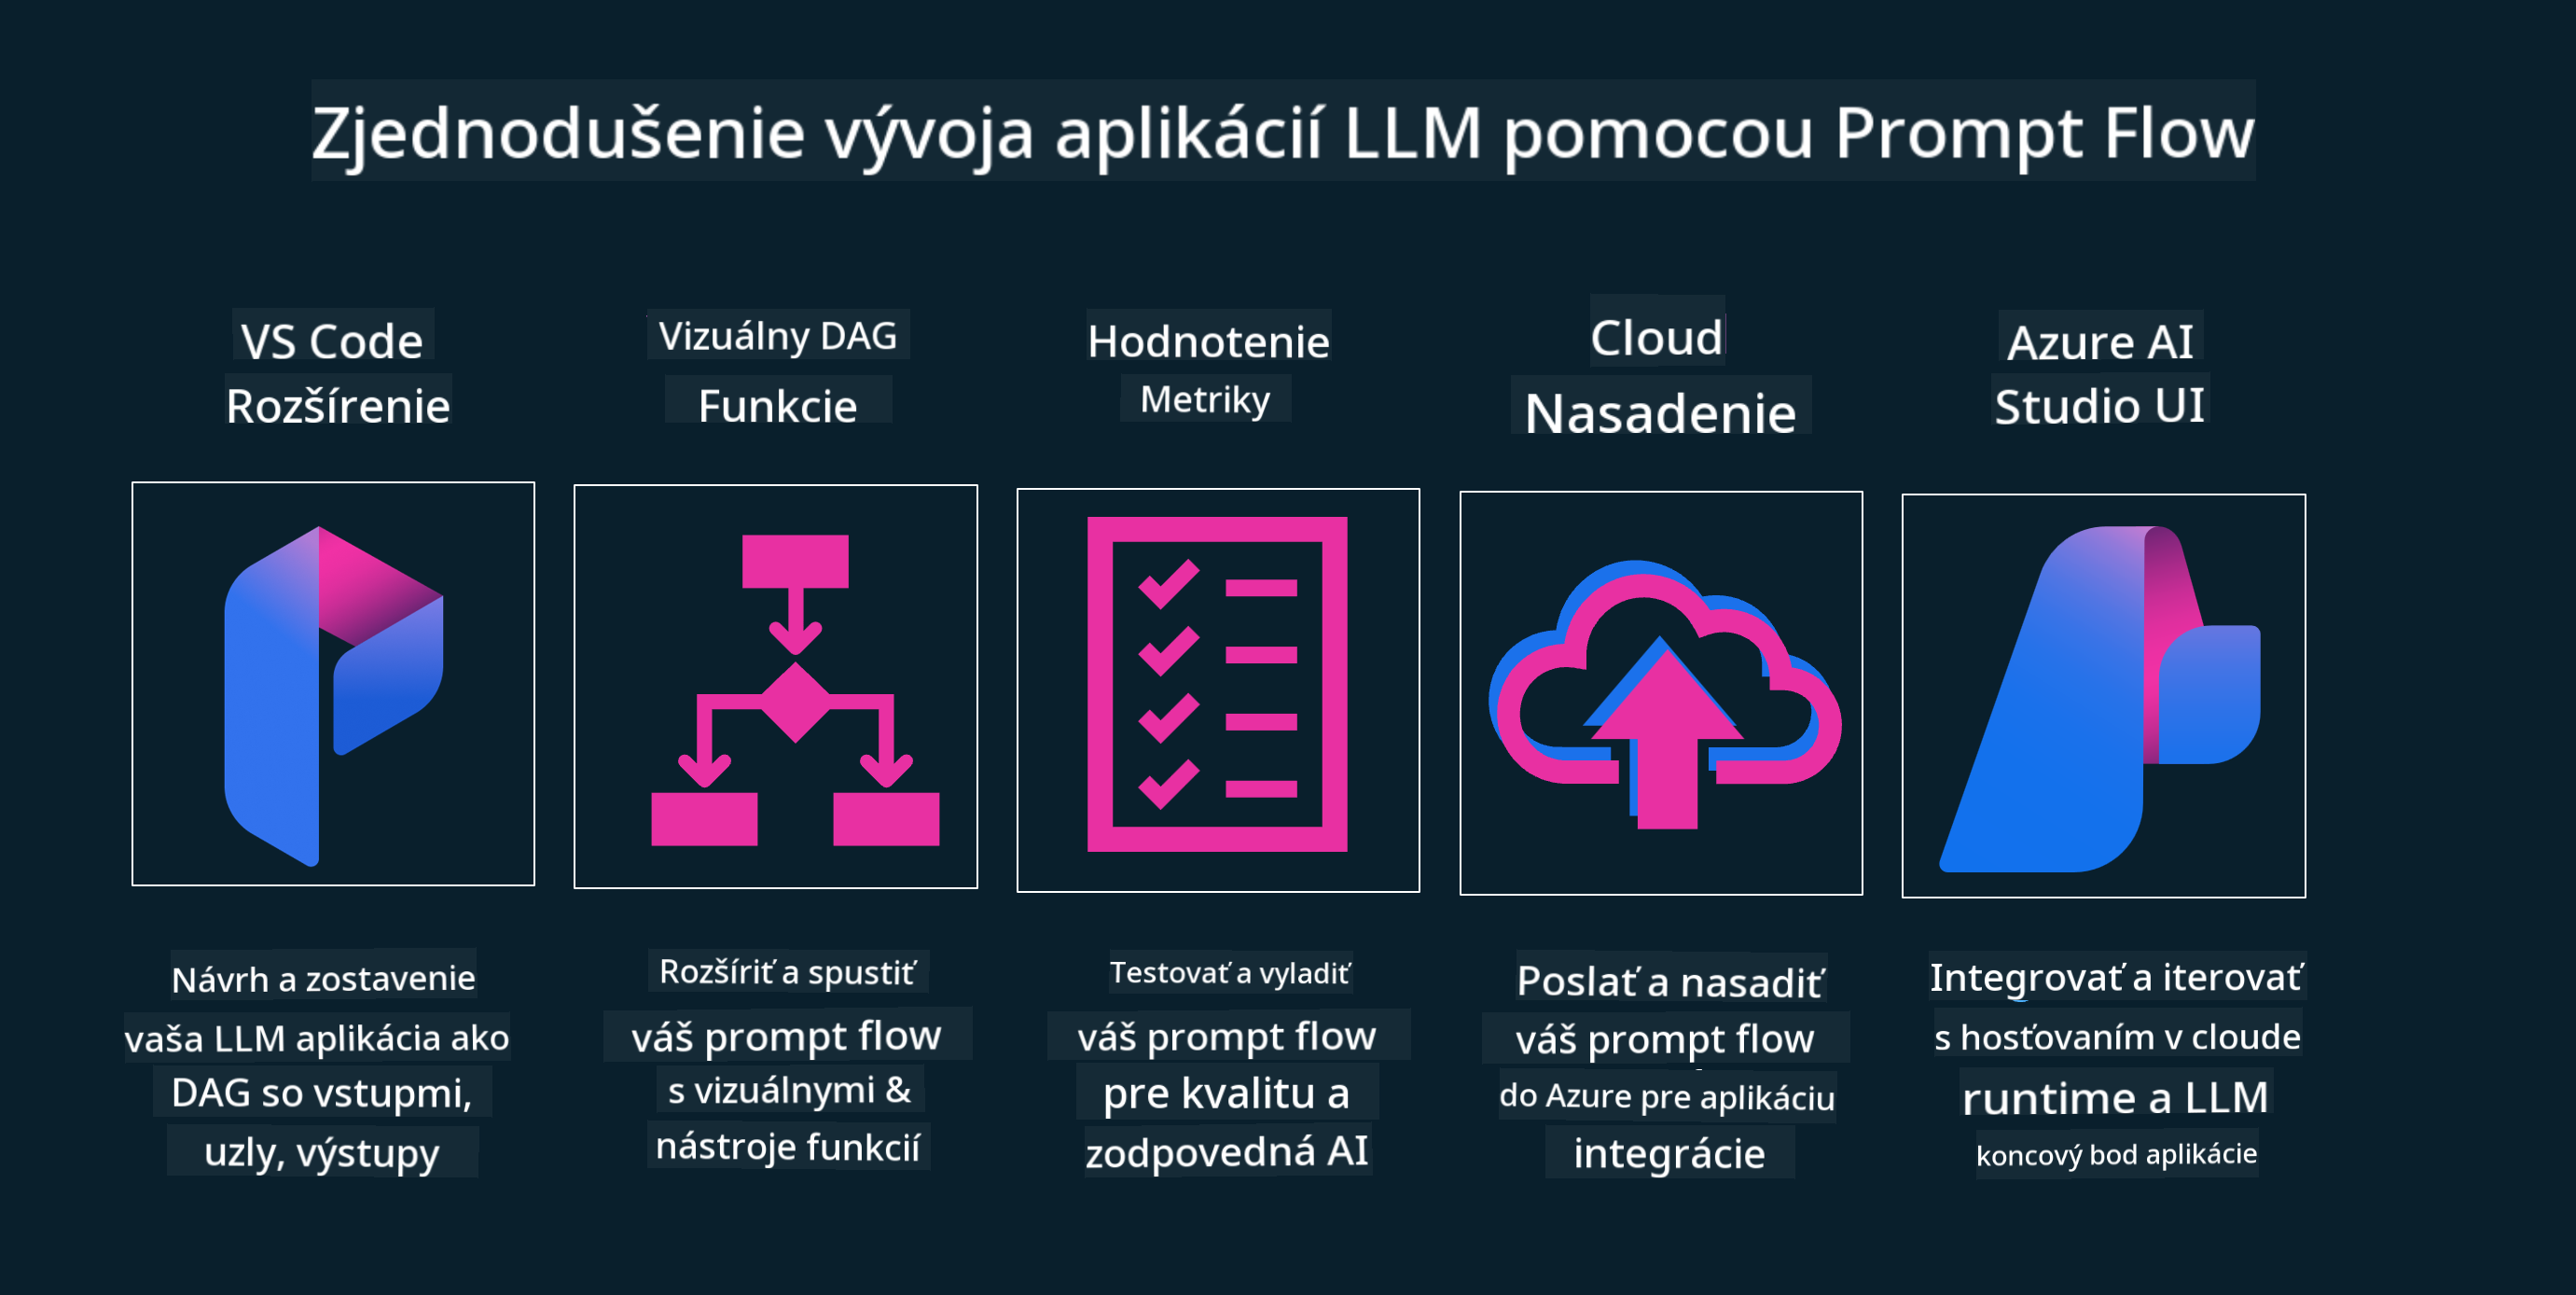 Zjednodušenie vývoja aplikácií LLM pomocou Prompt Flow
VS Code
Rozšírenie
Vizuálny DAG
Funkcie
Hodnotenie
Metriky
Cloud
Nasadenie
Azure AI
Studio UI
Návrh a zostavenie
vaša LLM aplikácia ako
DAG so vstupmi,
uzly, výstupy
Rozšíriť a spustiť
váš prompt flow
s vizuálnymi &
nástroje funkcií
Testovať a vyladiť
váš prompt flow
pre kvalitu a
zodpovedná AI
Poslať a nasadiť
váš prompt flow
do Azure pre aplikáciu
integrácie
Integrovať a iterovať
s hosťovaním v cloude
runtime a LLM
koncový bod aplikácie